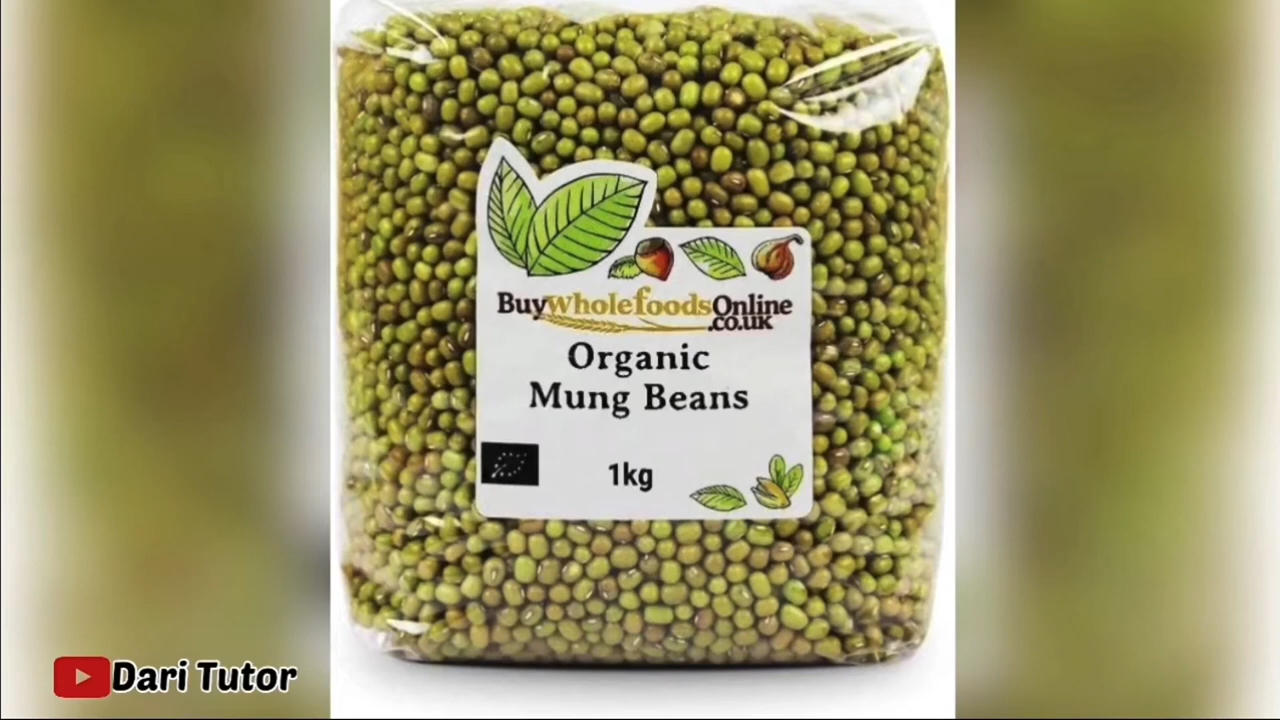 BuywholefoodsOnline
.co.uk
Organic
Mung Beans
1kg
Dari Tutor